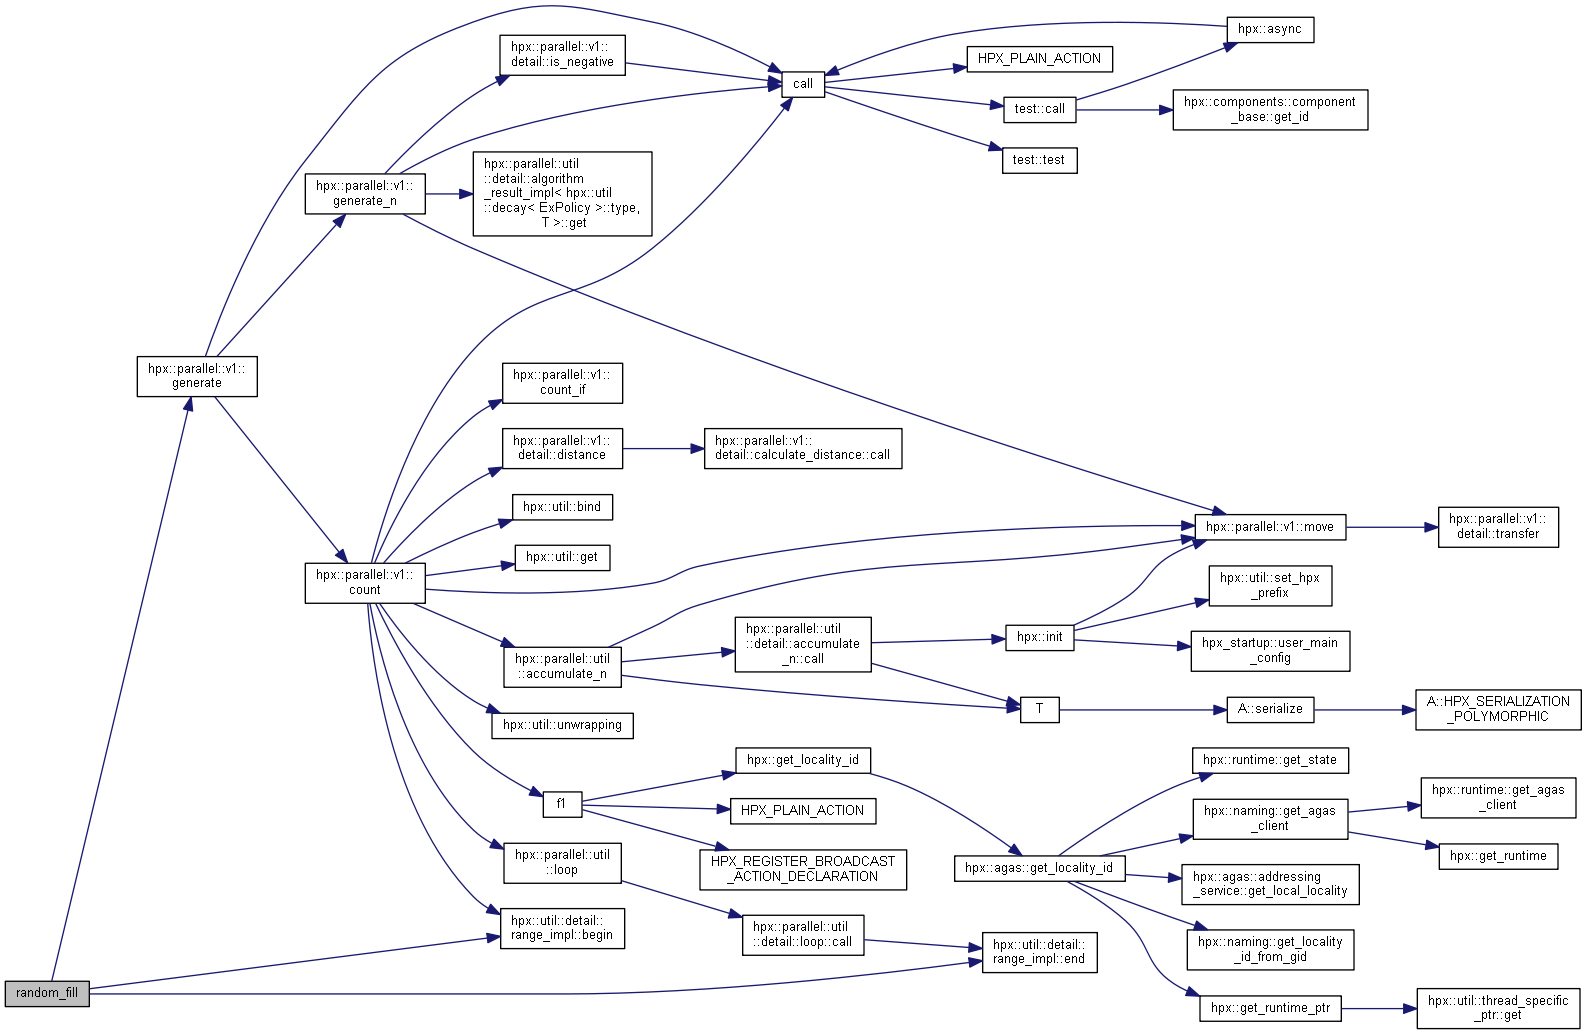 hpx::async
hpx::parallel::v1::
detail::is_negative
HPX_PLAIN_ACTION
call
test::call
hpx::components::component
_base::get_id
test::test
hpx::parallel::util
::detail::algorithm
_result_impl< hpx::util
::decay< ExPolicy >::type,
T >::get
hpx::parallel::v1::
generate_n
hpx::parallel::v1::
generate
hpx::parallel::v1::
count_if
hpx::parallel::v1::
detail::distance
hpx::parallel::v1::
detail::calculate_distance::call
hpx::util::bind
hpx::parallel::v1::move
hpx::parallel::v1::
detail::transfer
hpx::util::get
hpx::parallel::v1::
count
hpx::util::set_hpx
_prefix
hpx::parallel::util
::detail::accumulate
_n::call
hpx::init
hpx_startup::user_main
_config
hpx::parallel::util
::accumulate_n
T
A::serialize
A::HPX_SERIALIZATION
_POLYMORPHIC
hpx::util::unwrapping
hpx::get_locality_id
hpx::runtime::get_state
f1
HPX_PLAIN_ACTION
hpx::naming::get_agas
_client
hpx::runtime::get_agas
_client
hpx::get_runtime
hpx::parallel::util
::loop
HPX_REGISTER_BROADCAST
_ACTION_DECLARATION
hpx::agas::get_locality_id
hpx::agas::addressing
_service::get_local_locality
hpx::util::detail::
range_impl::begin
hpx::parallel::util
::detail::loop::call
hpx::util::detail::
range_impl::end
hpx::naming::get_locality
_id_from_gid
random_fill
hpx::get_runtime_ptr
hpx::util::thread_specific
_ptr::get